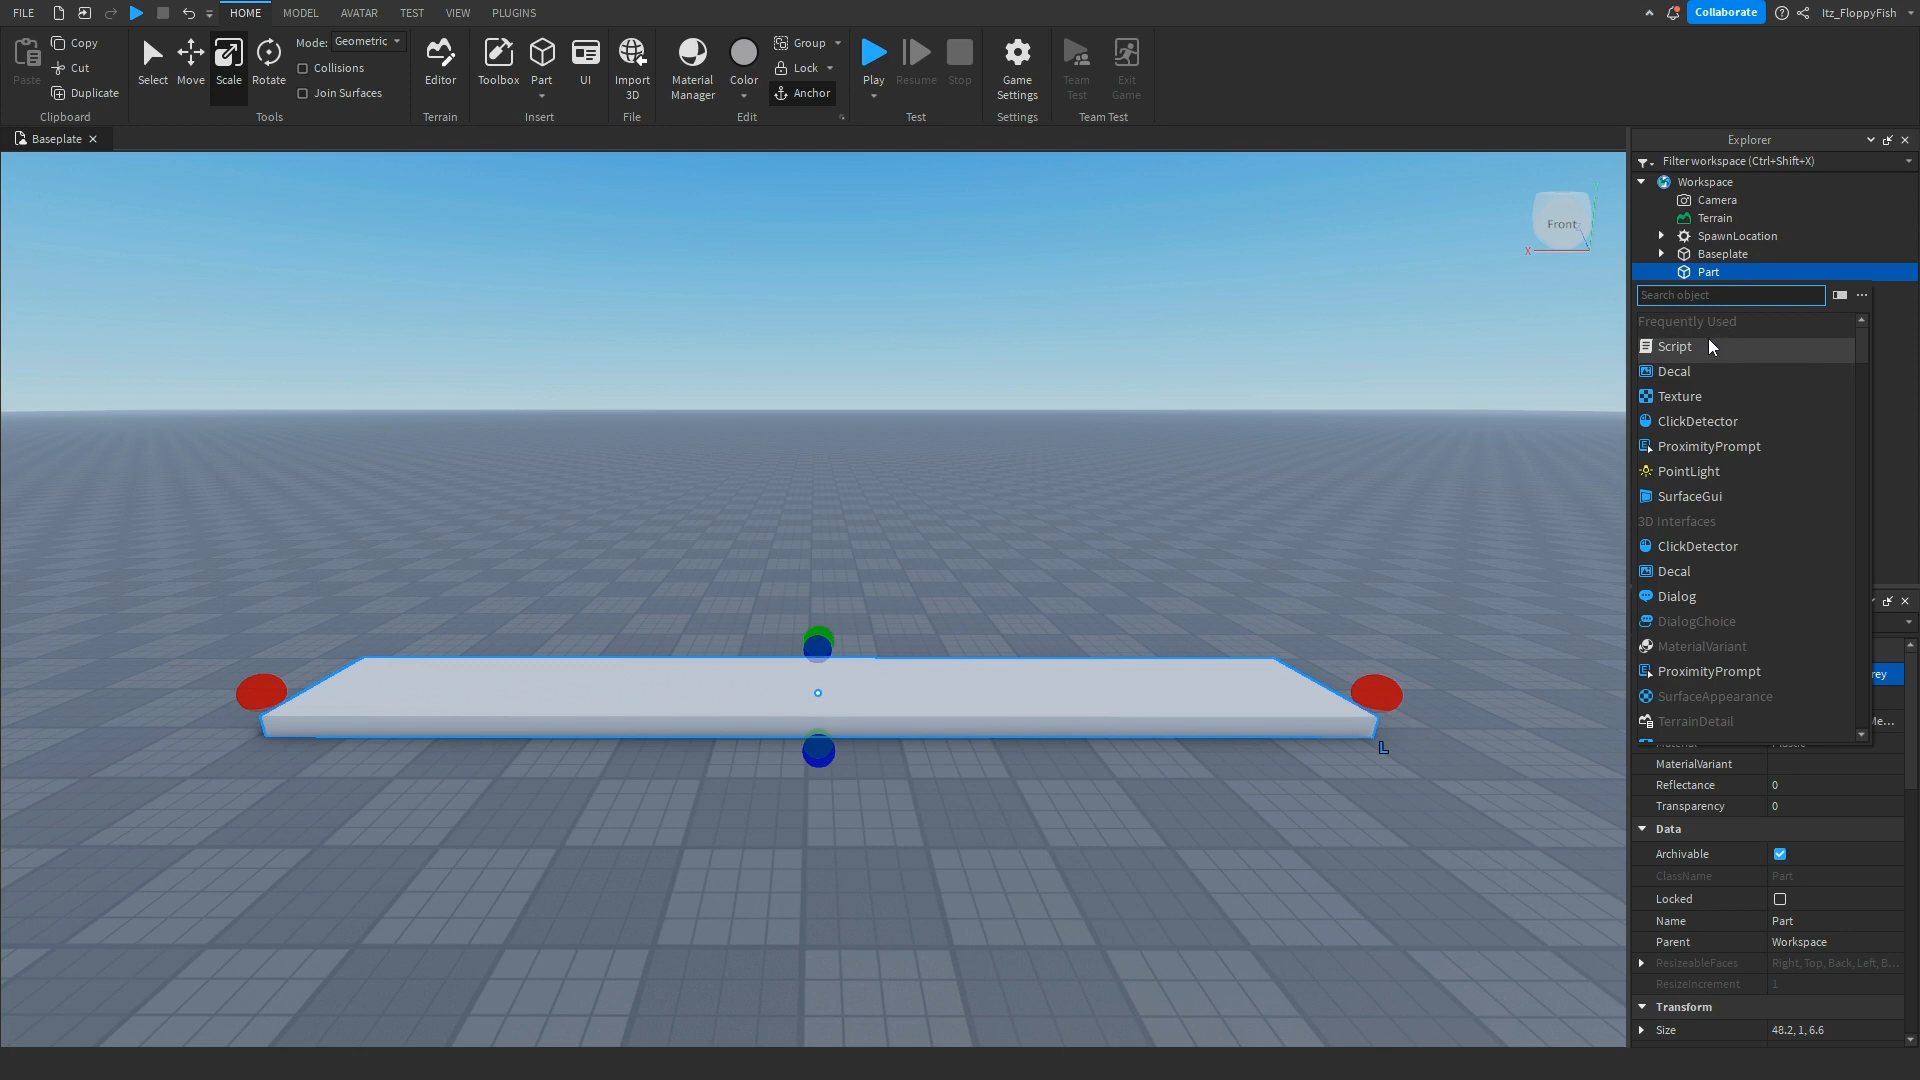 FILE HOME MODEL AVATAR TEST VIEW PLUGINS Collaborate Itz_FloppyFish
Paste Copy Cut Duplicate
Clipboard
Select Move Scale Rotate
Mode: Geometric
Collisions
Join Surfaces
Tools
Editor
Terrain
Toolbox Part UI
Insert
Import 3D
File
Material Manager Color
Group
Lock
Anchor
Edit
Play Resume Stop
Test
Game Settings
Settings
Team Test Exit Game
Team Test
Baseplate
Explorer
Filter workspace (Ctrl+Shift+X)
Workspace
Camera
Terrain
SpawnLocation
Baseplate
Part
Search object
Frequently Used
Script
Decal
Texture
ClickDetector
ProximityPrompt
PointLight
SurfaceGui
3D Interfaces
ClickDetector
Decal
Dialog
DialogChoice
MaterialVariant
ProximityPrompt
SurfaceAppearance
TerrainDetail
Front
X
L
rey
Me...
MaterialVariant
Reflectance 0
Transparency 0
Data
Archivable
ClassName Part
Locked
Name Part
Parent Workspace
ResizeableFaces Right, Top, Back, Left, B...
ResizeIncrement 1
Transform
Size 48.2, 1, 6.6